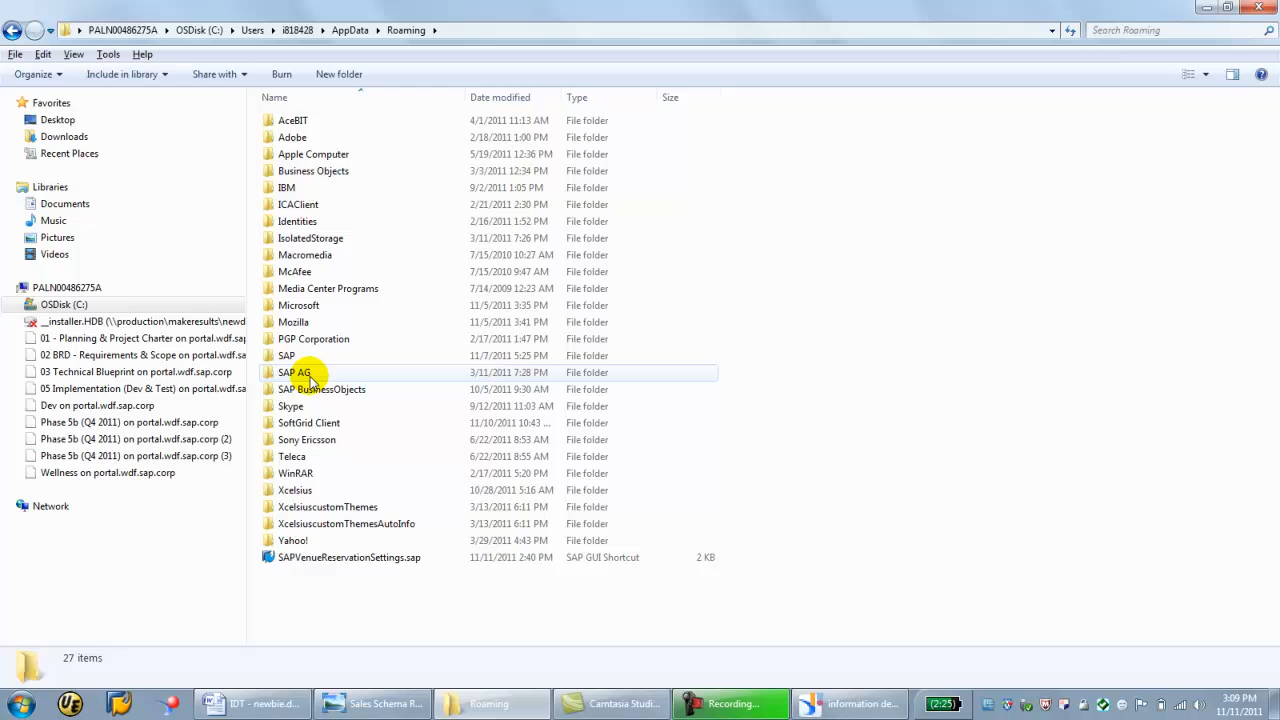 PALN00486275A OSDisk (C:) Users i818428 AppData Roaming Search Roaming
File Edit View Tools Help
Organize Include in library Share with Burn New folder
Name Date modified Type Size
Favorites
Desktop
Downloads
Recent Places
Libraries
Documents
Music
Pictures
Videos
PALN00486275A
OSDisk (C:)
__installer.HDB (\\production\makeresults\newd
01 - Planning & Project Charter on portal.wdf.sa
02 BRD - Requirements & Scope on portal.wdf.sa
03 Technical Blueprint on portal.wdf.sap.corp
05 Implementation (Dev & Test) on portal.wdf.sa
Dev on portal.wdf.sap.corp
Phase 5b (Q4 2011) on portal.wdf.sap.corp
Phase 5b (Q4 2011) on portal.wdf.sap.corp (2)
Phase 5b (Q4 2011) on portal.wdf.sap.corp (3)
Wellness on portal.wdf.sap.corp
Network
AceBIT 4/1/2011 11:13 AM File folder
Adobe 2/18/2011 1:00 PM File folder
Apple Computer 5/19/2011 12:36 PM File folder
Business Objects 3/3/2011 12:34 PM File folder
IBM 9/2/2011 1:05 PM File folder
ICAClient 2/21/2011 2:30 PM File folder
Identities 2/16/2011 1:52 PM File folder
IsolatedStorage 3/11/2011 7:26 PM File folder
Macromedia 7/15/2010 10:27 AM File folder
McAfee 7/15/2010 9:47 AM File folder
Media Center Programs 7/14/2009 12:23 AM File folder
Microsoft 11/5/2011 3:35 PM File folder
Mozilla 11/5/2011 3:41 PM File folder
PGP Corporation 2/17/2011 1:47 PM File folder
SAP 11/7/2011 5:25 PM File folder
SAP AG 3/11/2011 7:28 PM File folder
SAP BusinessObjects 10/5/2011 9:30 AM File folder
Skype 9/12/2011 11:03 AM File folder
SoftGrid Client 11/10/2011 10:43 ... File folder
Sony Ericsson 6/22/2011 8:53 AM File folder
Teleca 6/22/2011 8:55 AM File folder
WinRAR 2/17/2011 5:20 PM File folder
Xcelsius 10/28/2011 5:16 AM File folder
XcelsiuscustomThemes 3/13/2011 6:11 PM File folder
XcelsiuscustomThemesAutoInfo 3/13/2011 6:11 PM File folder
Yahoo! 3/29/2011 4:43 PM File folder
SAPVenueReservationSettings.sap 11/11/2011 2:40 PM SAP GUI Shortcut 2 KB
27 items
IDT - newbie.d... Sales Schema R... Roaming Camtasia Studi... Recording... information de... (2:25) 3:09 PM
11/11/2011